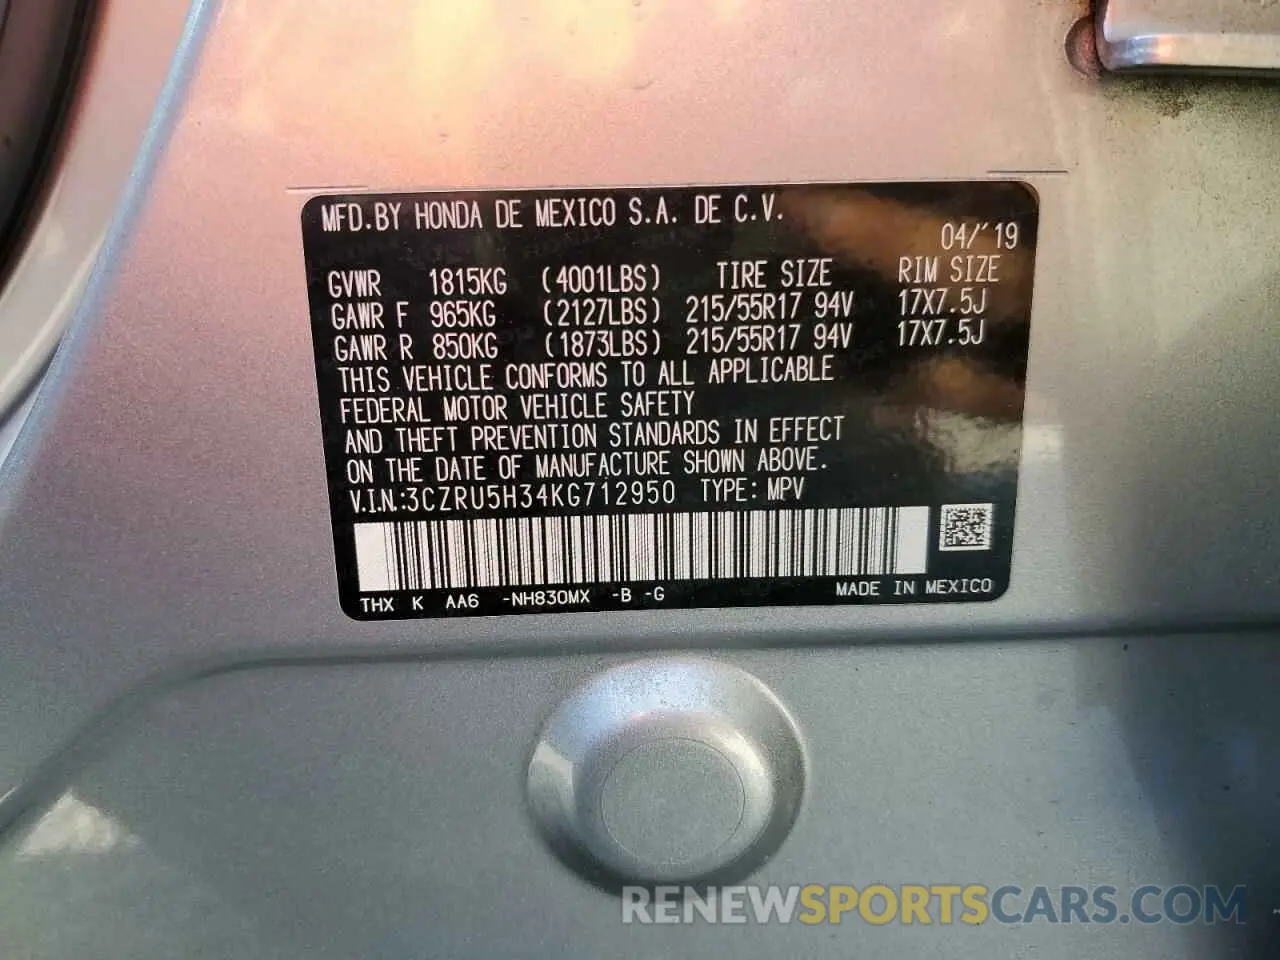 MFD.BY HONDA DE MEXICO S.A. DE C.V.
04/'19
GVWR 1815KG (4001LBS) TIRE SIZE RIM SIZE
GAWR F 965KG (2127LBS) 215/55R17 94V 17X7.5J
GAWR R 850KG (1873LBS) 215/55R17 94V 17X7.5J
THIS VEHICLE CONFORMS TO ALL APPLICABLE
FEDERAL MOTOR VEHICLE SAFETY
AND THEFT PREVENTION STANDARDS IN EFFECT
ON THE DATE OF MANUFACTURE SHOWN ABOVE.
V.I.N.:3CZRU5H34KG712950 TYPE: MPV
THX K AA6 -NH830MX -B -G MADE IN MEXICO
RENEWSPORTSCARS.COM